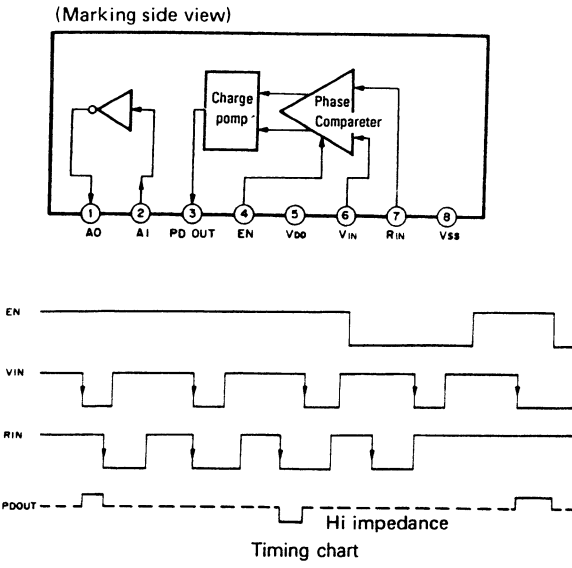 (Marking side view)
Charge
pomp
Phase
Compareter
1 2 3 4 5 6 7 8
AO AI PD OUT EN VDD VIN RIN VSS
EN
VIN
RIN
PDOUT
Hi impedance
Timing chart